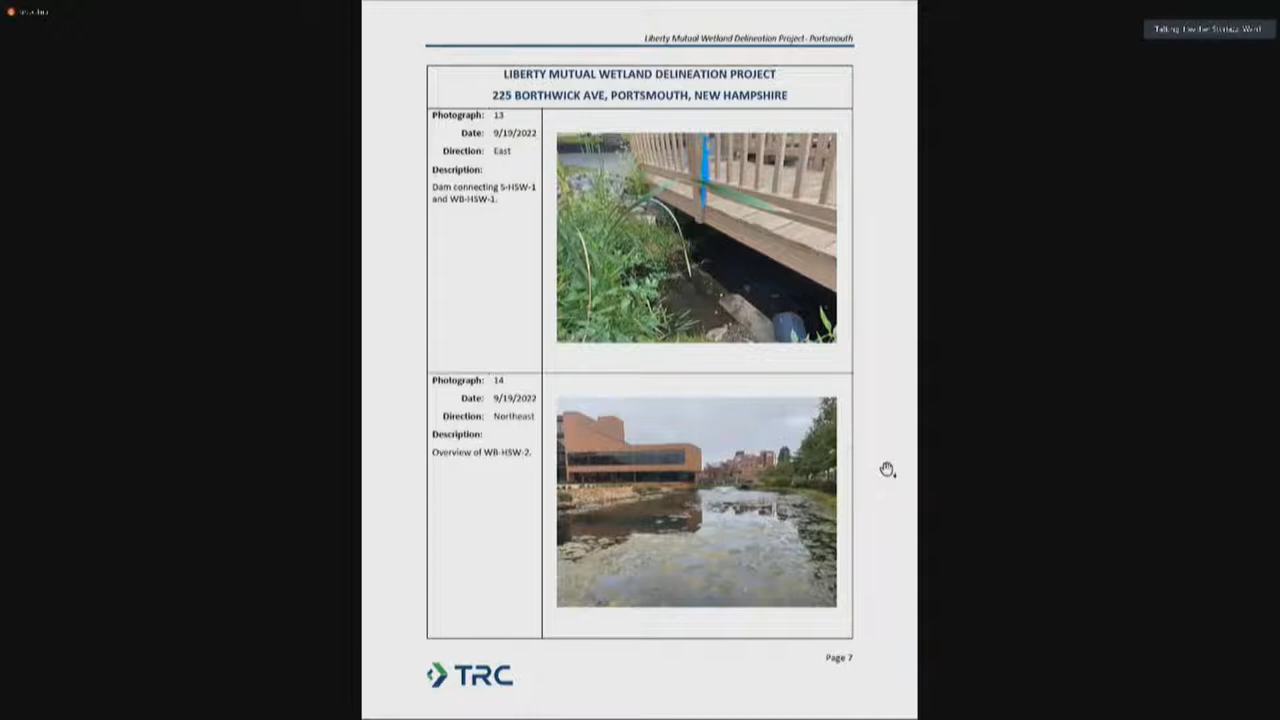 Liberty Mutual Wetland Delineation Project- Portsmouth
LIBERTY MUTUAL WETLAND DELINEATION PROJECT
225 BORTHWICK AVE, PORTSMOUTH, NEW HAMPSHIRE
Photograph: 13
Date: 9/19/2022
Direction: East
Description:
Dam connecting S-HSW-1
and WB-HSW-1.
Photograph: 14
Date: 9/19/2022
Direction: Northeast
Description:
Overview of WB-HSW-2.
Page 7
TRC